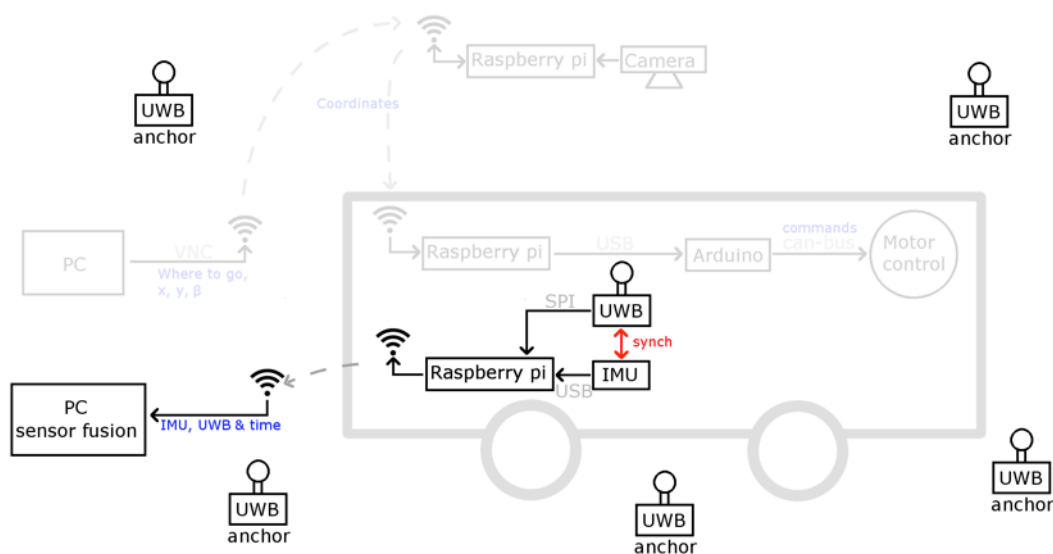 Raspberry pi
Camera
UWB
anchor
Coordinates
UWB
anchor
PC
VNC
Where to go,
x, y, β
Raspberry pi
USB
Arduino
commands
can-bus
Motor
control
SPI
UWB
synch
Raspberry pi
USB
IMU
PC
sensor fusion
IMU, UWB & time
UWB
anchor
UWB
anchor
UWB
anchor